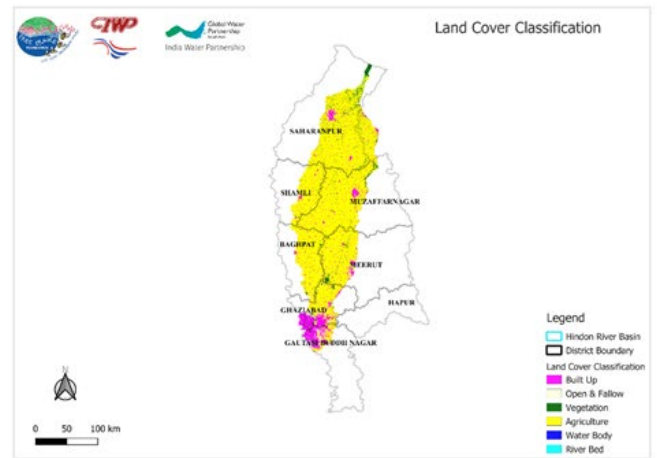 Land Cover Classification
IWP
Global Water
Partnership
India Water Partnership
SAHARANPUR
SHAMLI
MUZAFFARNAGAR
BAGHPAT
MEERUT
HAPUR
GHAZIABAD
GAUTAM BUDDH NAGAR
Legend
Hindon River Basin
District Boundary
Land Cover Classification
Built Up
Open & Fallow
Vegetation
Agriculture
Water Body
River Bed
N
0 50 100 km